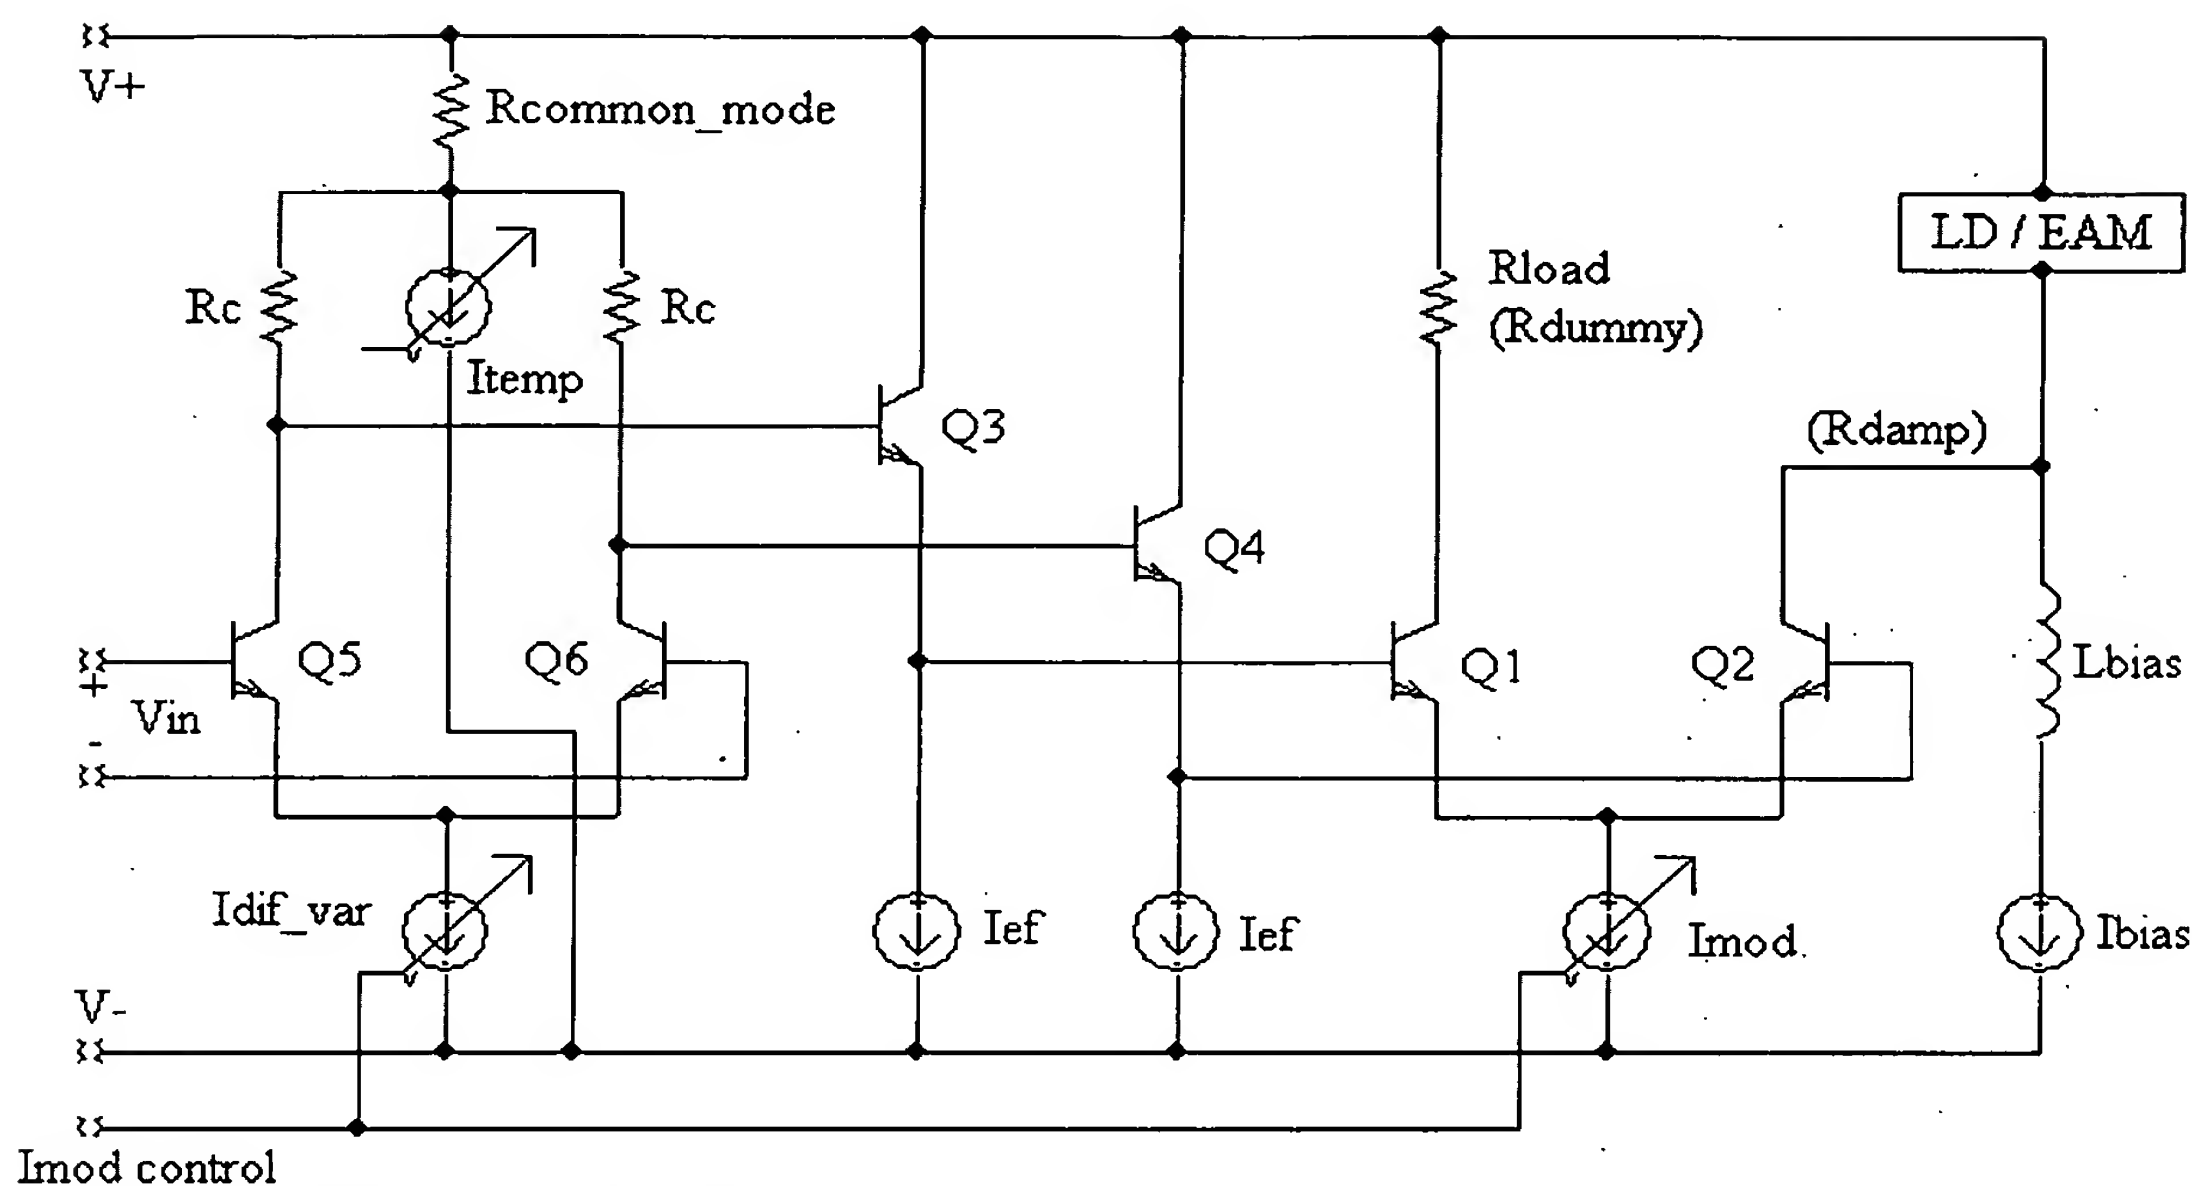 V+
Rcommon_mode
LD / EAM
Rc
Rc
Rload
(Rdummy)
Itemp
Q3
(Rdamp)
Q4
Q5
Q6
Q1
Q2
Lbias
+
Vin
-
Idif_var
Ief
Ief
Imod
Ibias
V-
Imod control